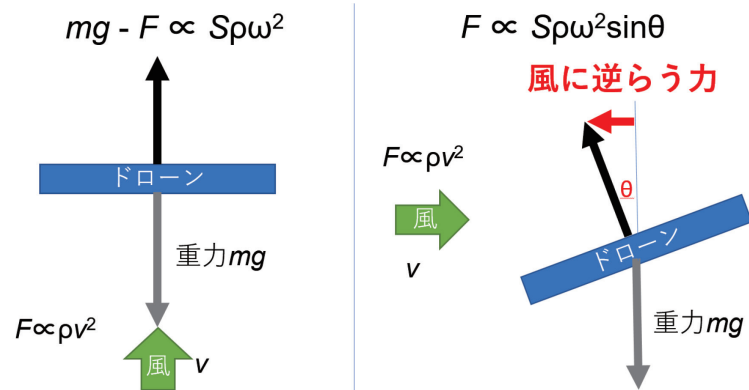 mg - F ∝ Sρω²
ドローン
重力mg
F∝ρv²
風
v
F ∝ Sρω²sinθ
風に逆らう力
F∝ρv²
θ
風
ドローン
v
重力mg